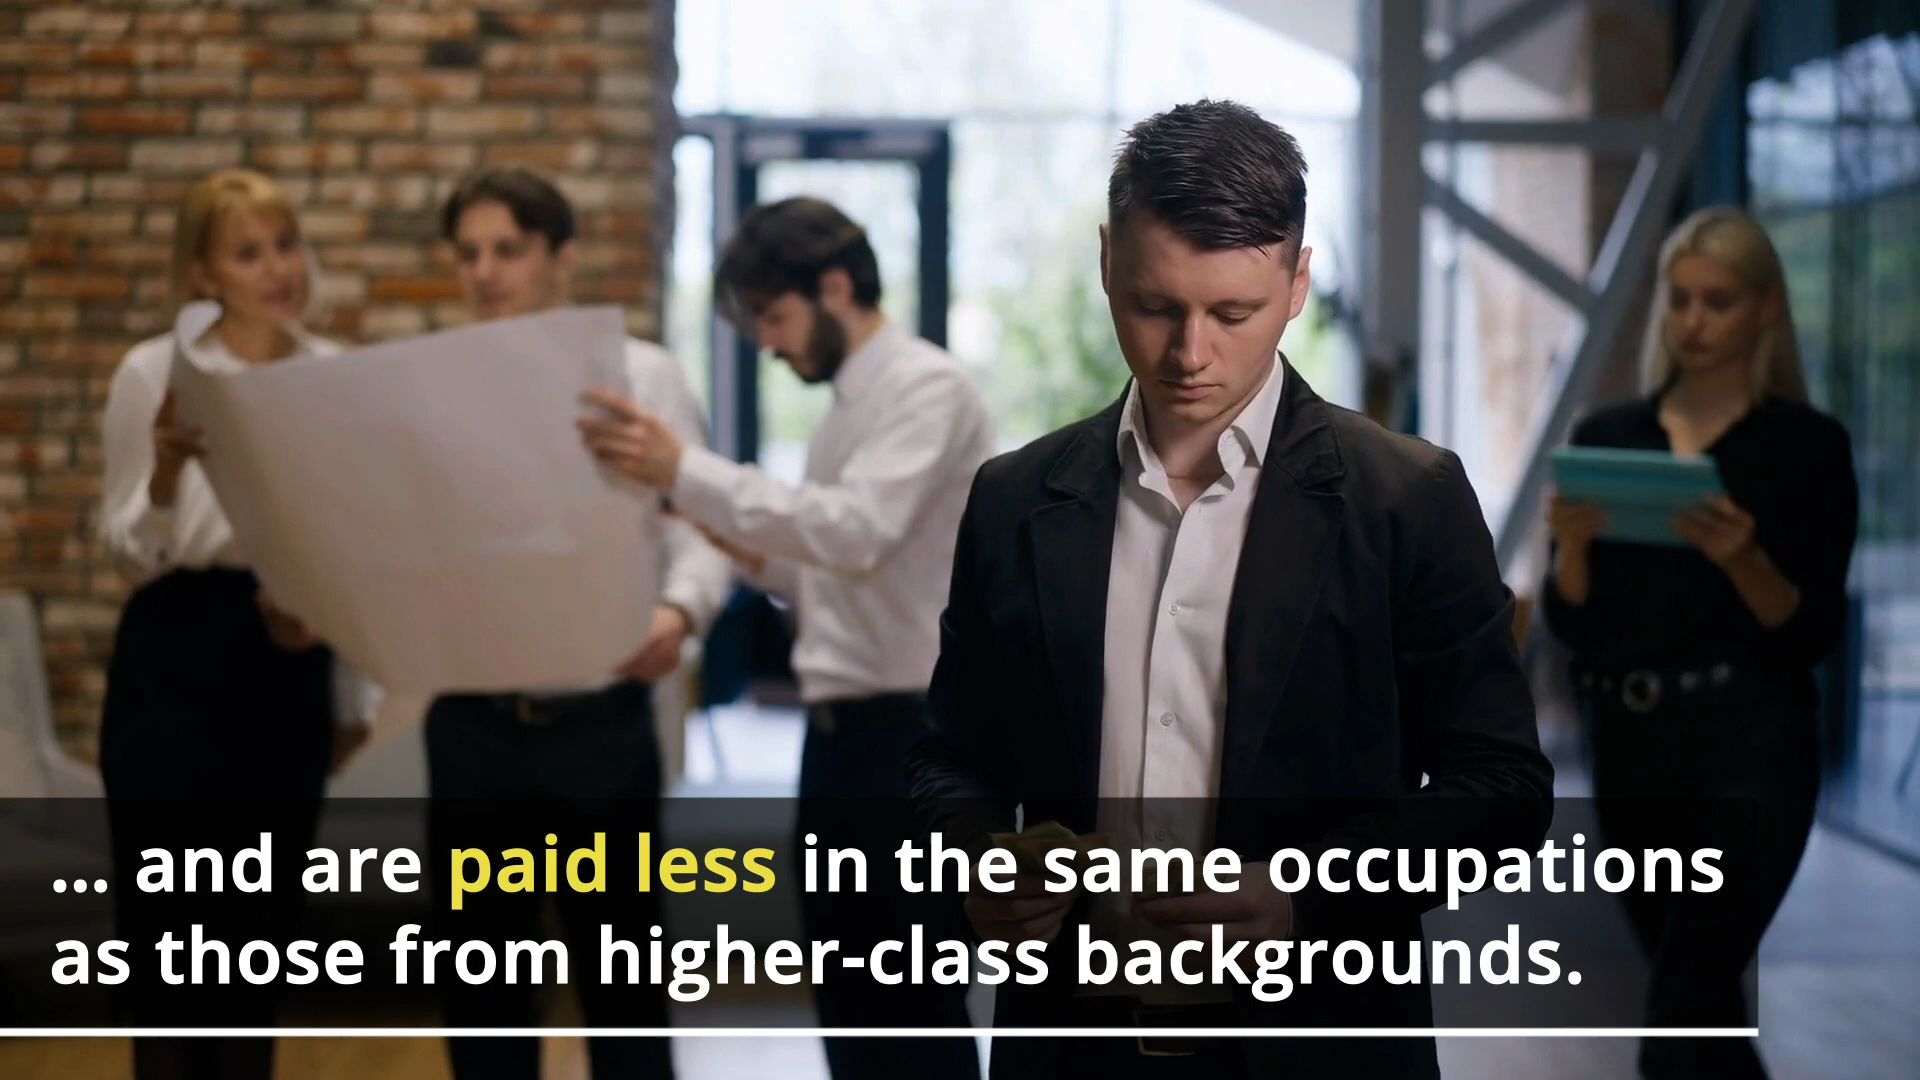 ... and are paid less in the same occupations
as those from higher-class backgrounds.